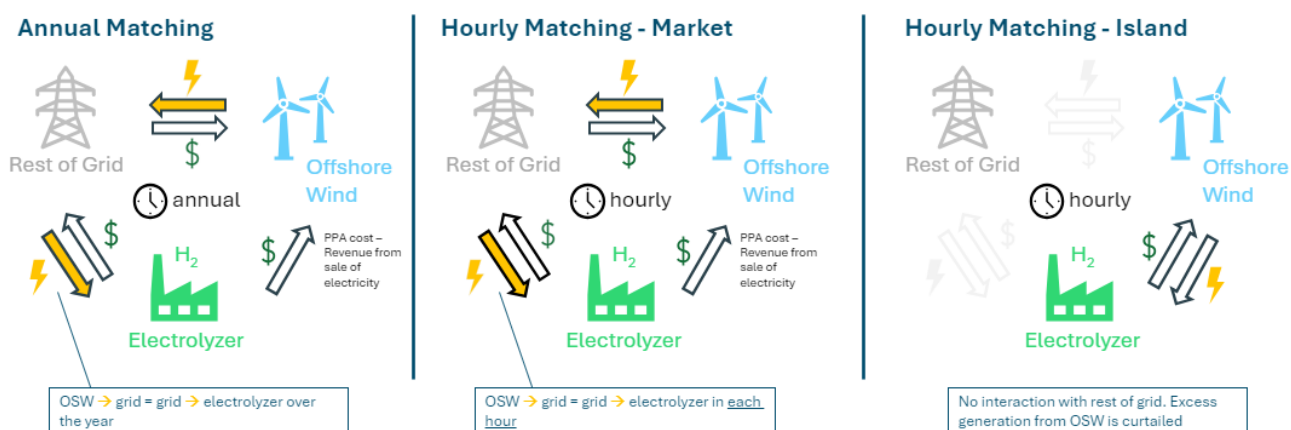 Annual Matching
$
Rest of Grid
Offshore
Wind
annual
$
H₂
$
PPA cost –
Revenue from
sale of
electricity
Electrolyzer
OSW → grid = grid → electrolyzer over
the year
Hourly Matching - Market
$
Rest of Grid
Offshore
Wind
hourly
$
H₂
$
PPA cost –
Revenue from
sale of
electricity
Electrolyzer
OSW → grid = grid → electrolyzer in each
hour
Hourly Matching - Island
$
Rest of Grid
Offshore
Wind
hourly
$
H₂
$
Electrolyzer
No interaction with rest of grid. Excess
generation from OSW is curtailed